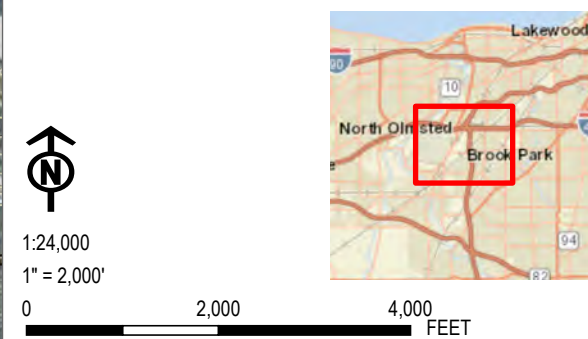 N
1:24,000
1" = 2,000'
0 2,000 4,000
FEET
Lakewood
90
10
North Olmsted
Brook Park
94
82